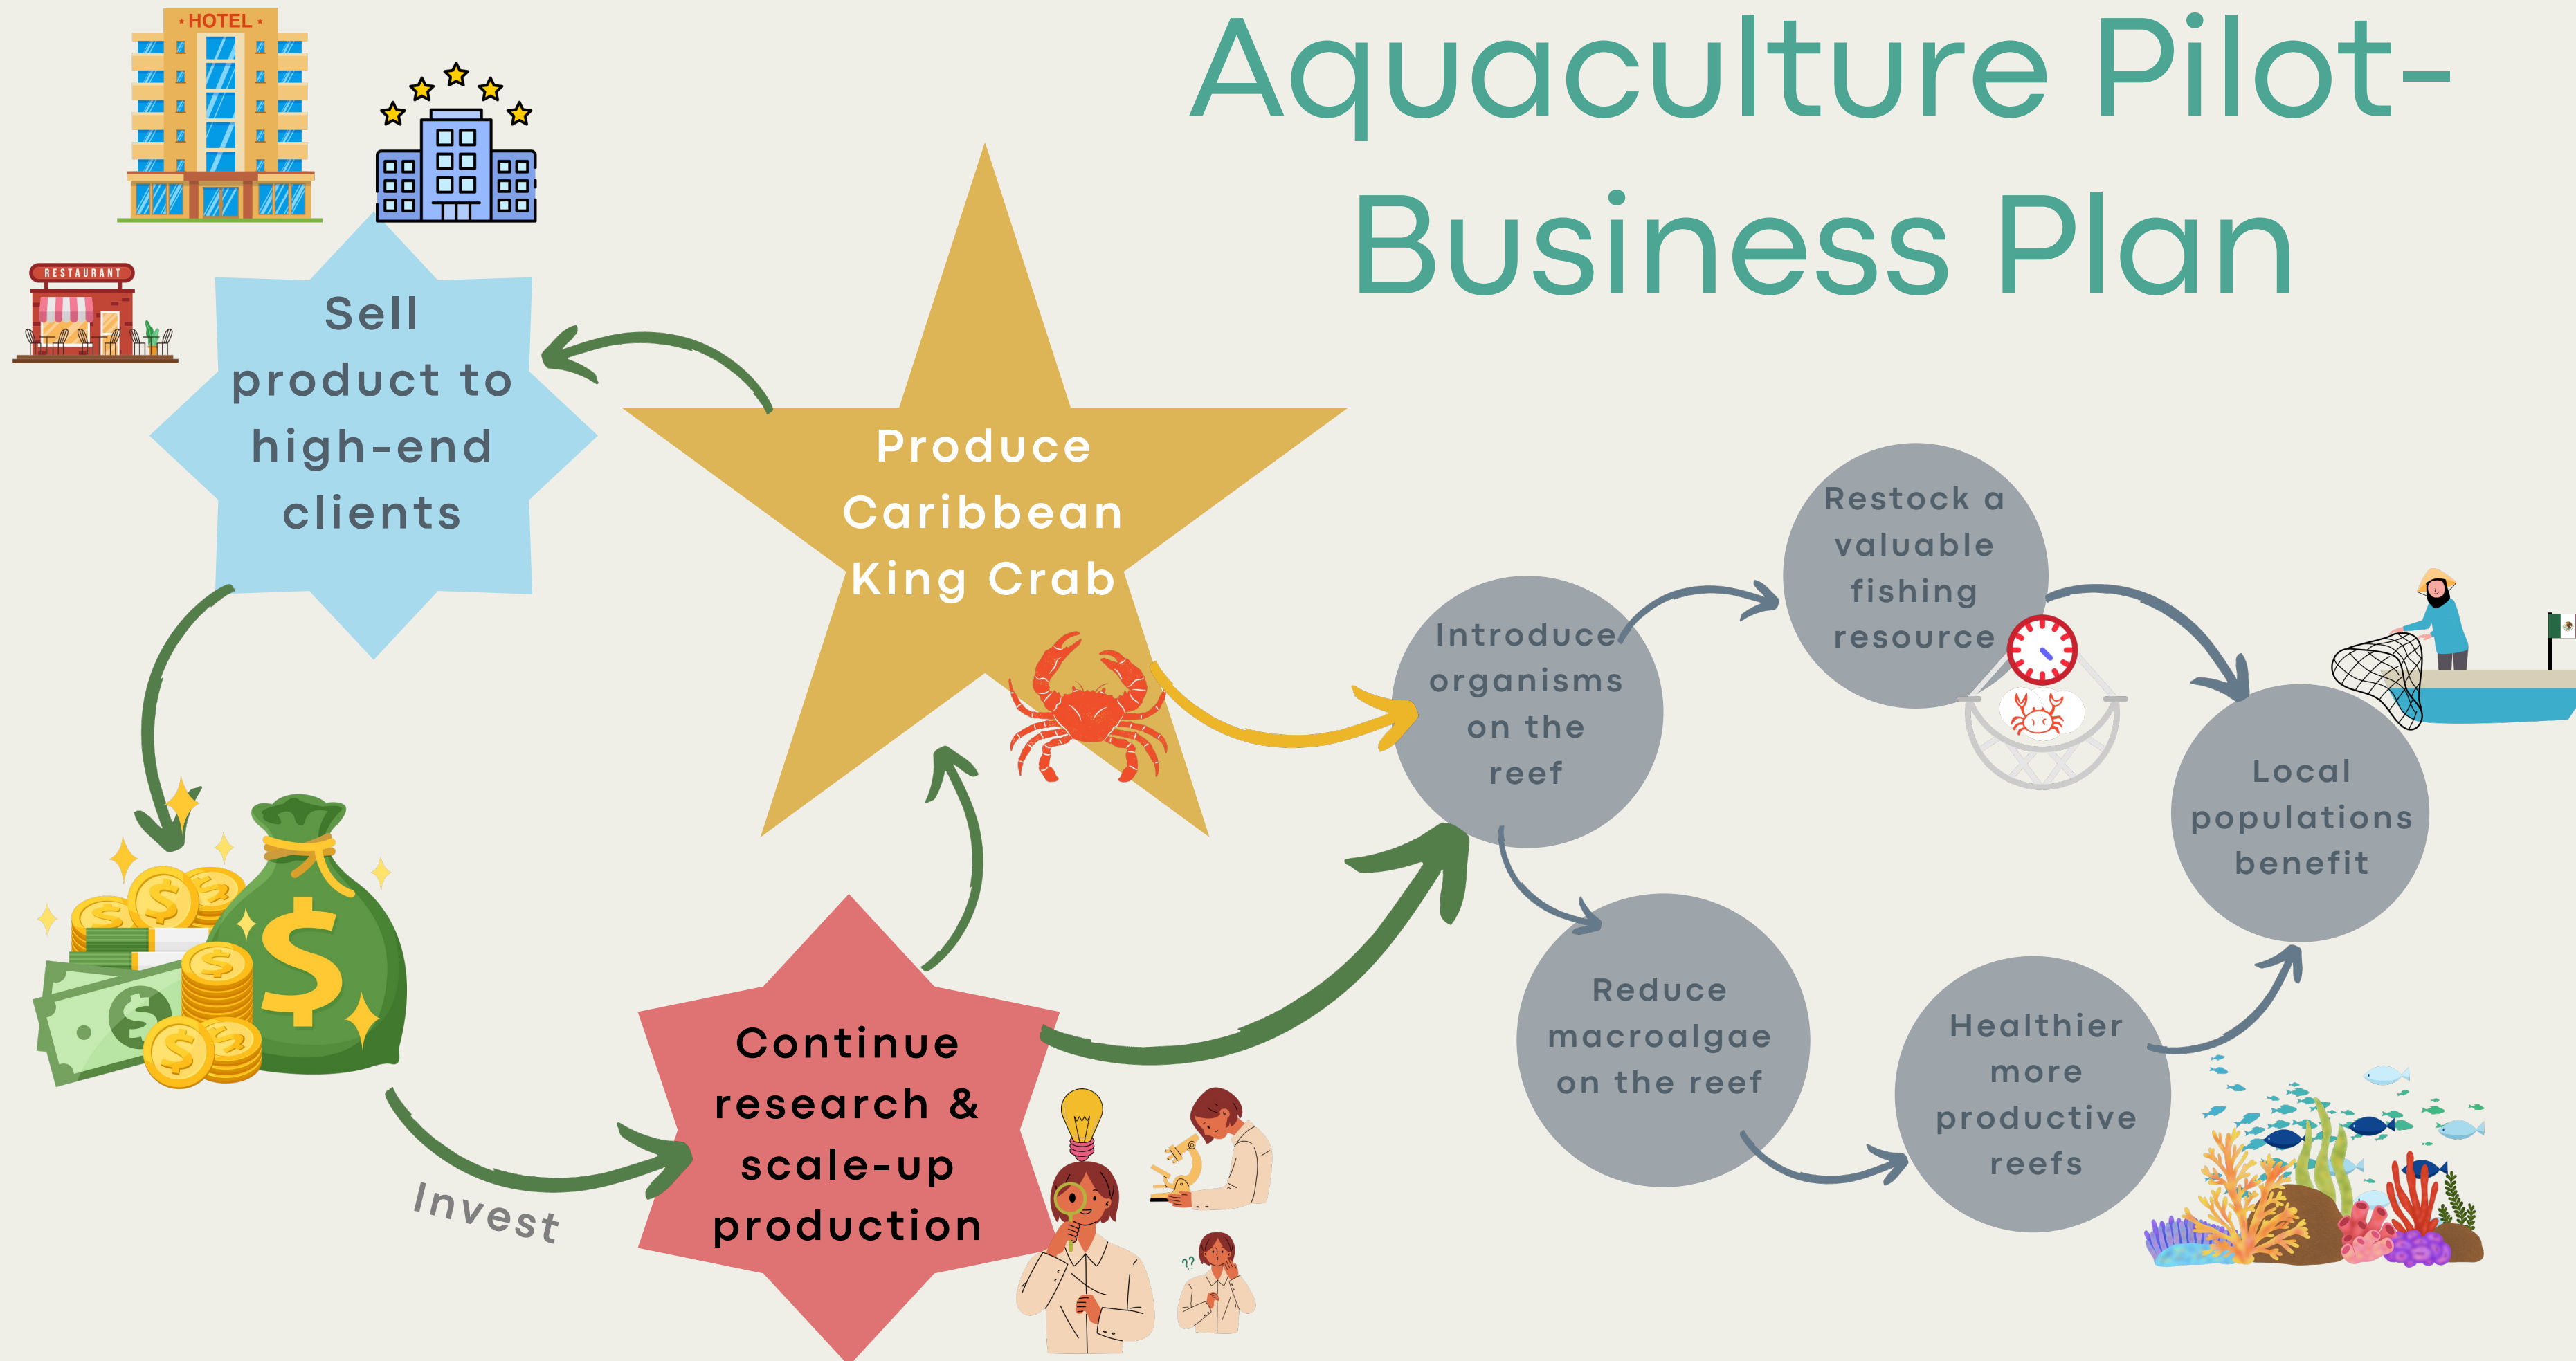 Aquaculture Pilot-
Business Plan
HOTEL
RESTAURANT
Sell
product to
high-end
clients
Produce
Caribbean
King Crab
Introduce
organisms
on the
reef
Restock a
valuable
fishing
resource
Local
populations
benefit
Reduce
macroalgae
on the reef
Healthier
more
productive
reefs
Continue
research &
scale-up
production
Invest
$
$
$
$
$
$
$
$
??